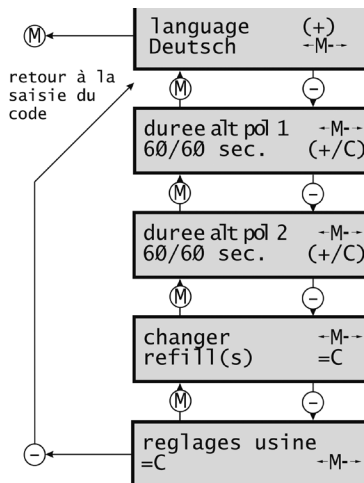 language (+)
Deutsch ←M-→
M
M
-
retour à la
saisie du
code
duree alt pol 1 ←M-→
60/60 sec. (+/C)
M
-
duree alt pol 2 ←M-→
60/60 sec. (+/C)
M
-
changer ←M-→
refill(s) =C
M
-
reglages usine
=C ←M-→
-